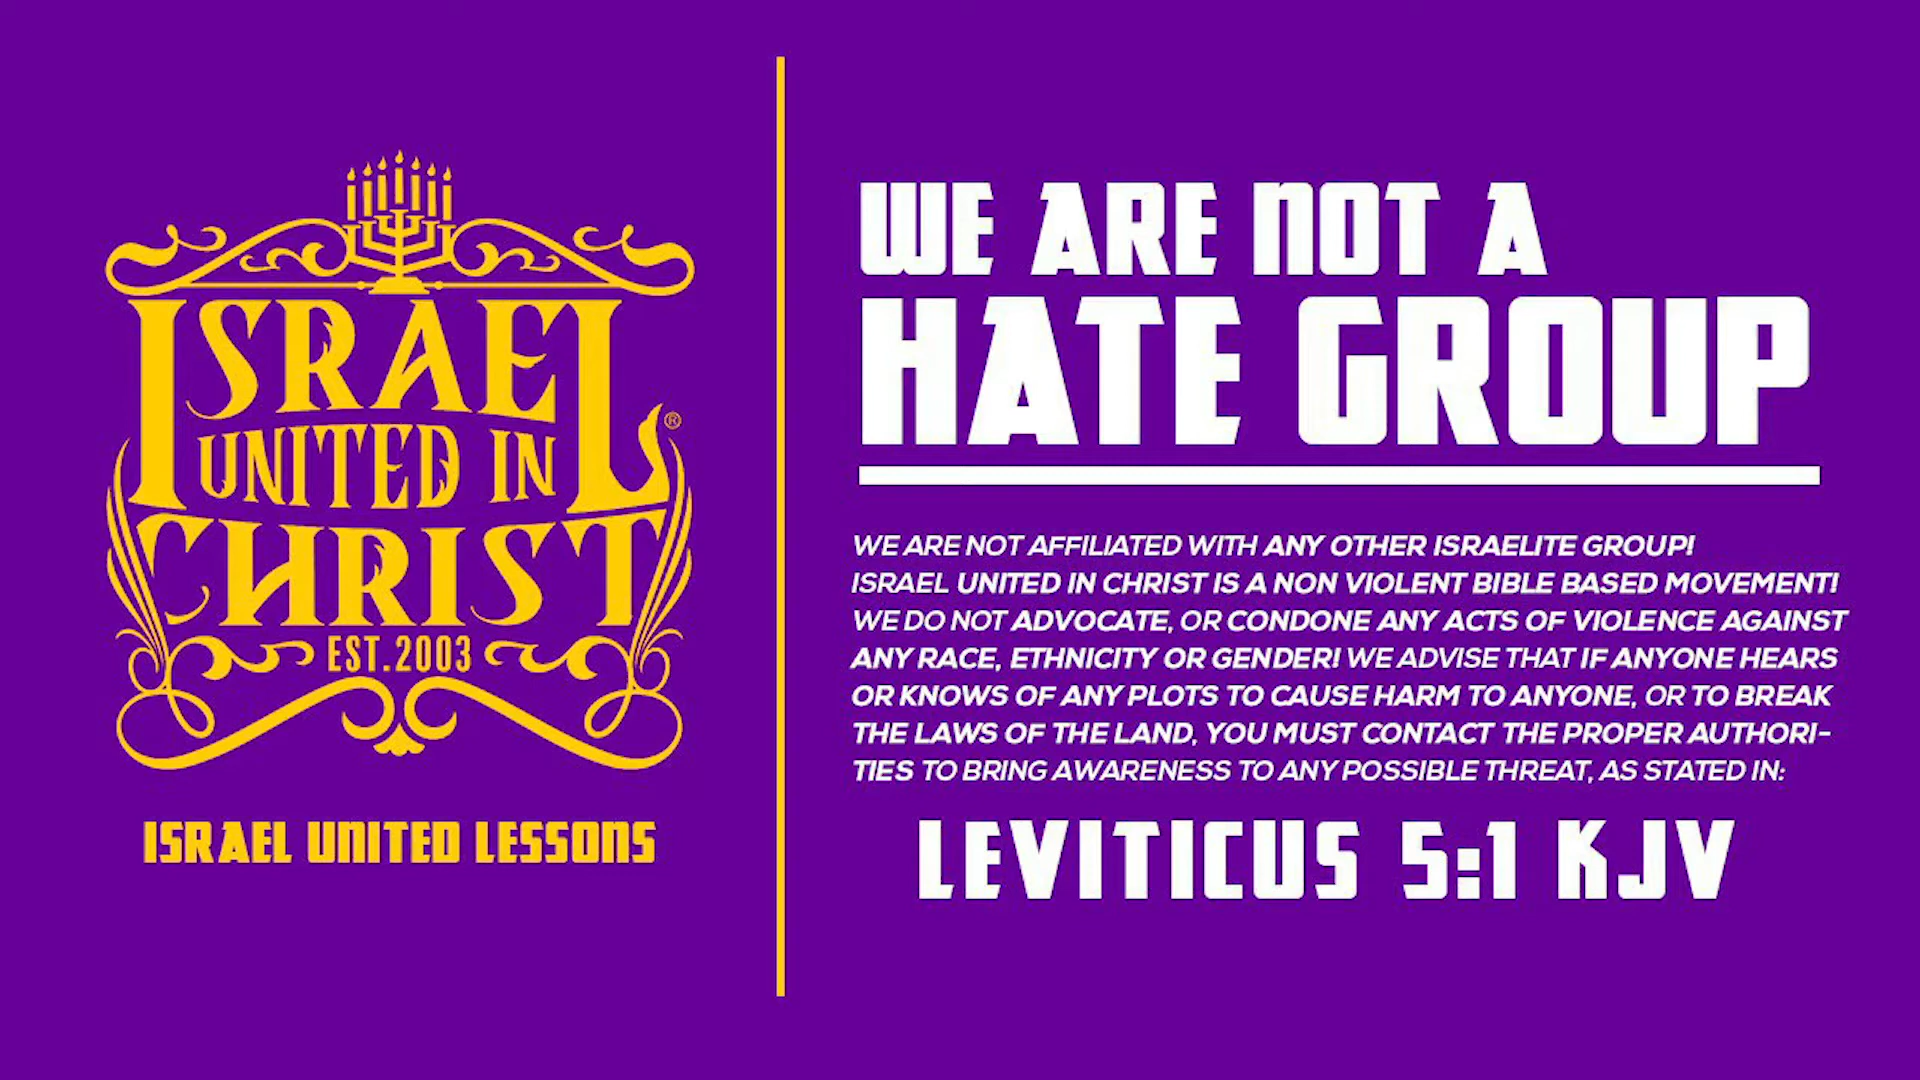 ISRAEL
UNITED IN
CHRIST
®
EST.2003
ISRAEL UNITED LESSONS
WE ARE NOT A
HATE GROUP
WE ARE NOT AFFILIATED WITH ANY OTHER ISRAELITE GROUP!
ISRAEL UNITED IN CHRIST IS A NON VIOLENT BIBLE BASED MOVEMENT!
WE DO NOT ADVOCATE, OR CONDONE ANY ACTS OF VIOLENCE AGAINST
ANY RACE, ETHNICITY OR GENDER! WE ADVISE THAT IF ANYONE HEARS
OR KNOWS OF ANY PLOTS TO CAUSE HARM TO ANYONE, OR TO BREAK
THE LAWS OF THE LAND, YOU MUST CONTACT THE PROPER AUTHORI-
TIES TO BRING AWARENESS TO ANY POSSIBLE THREAT, AS STATED IN:
LEVITICUS 5:1 KJV